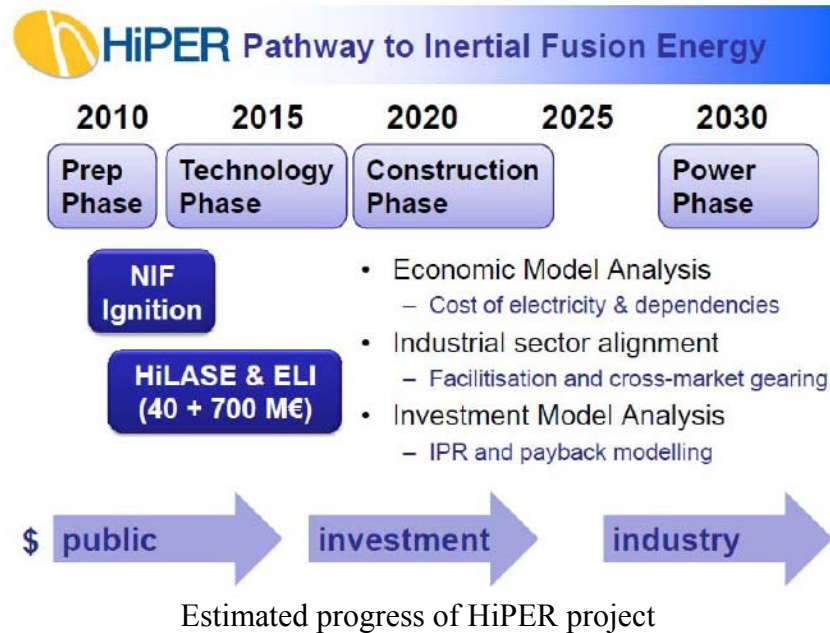 HiPER Pathway to Inertial Fusion Energy
2010 2015 2020 2025 2030
Prep Phase
Technology Phase
Construction Phase
Power Phase
NIF Ignition
HiLASE & ELI
(40 + 700 M€)
• Economic Model Analysis
– Cost of electricity & dependencies
• Industrial sector alignment
– Facilitisation and cross-market gearing
• Investment Model Analysis
– IPR and payback modelling
$ public investment industry
Estimated progress of HiPER project